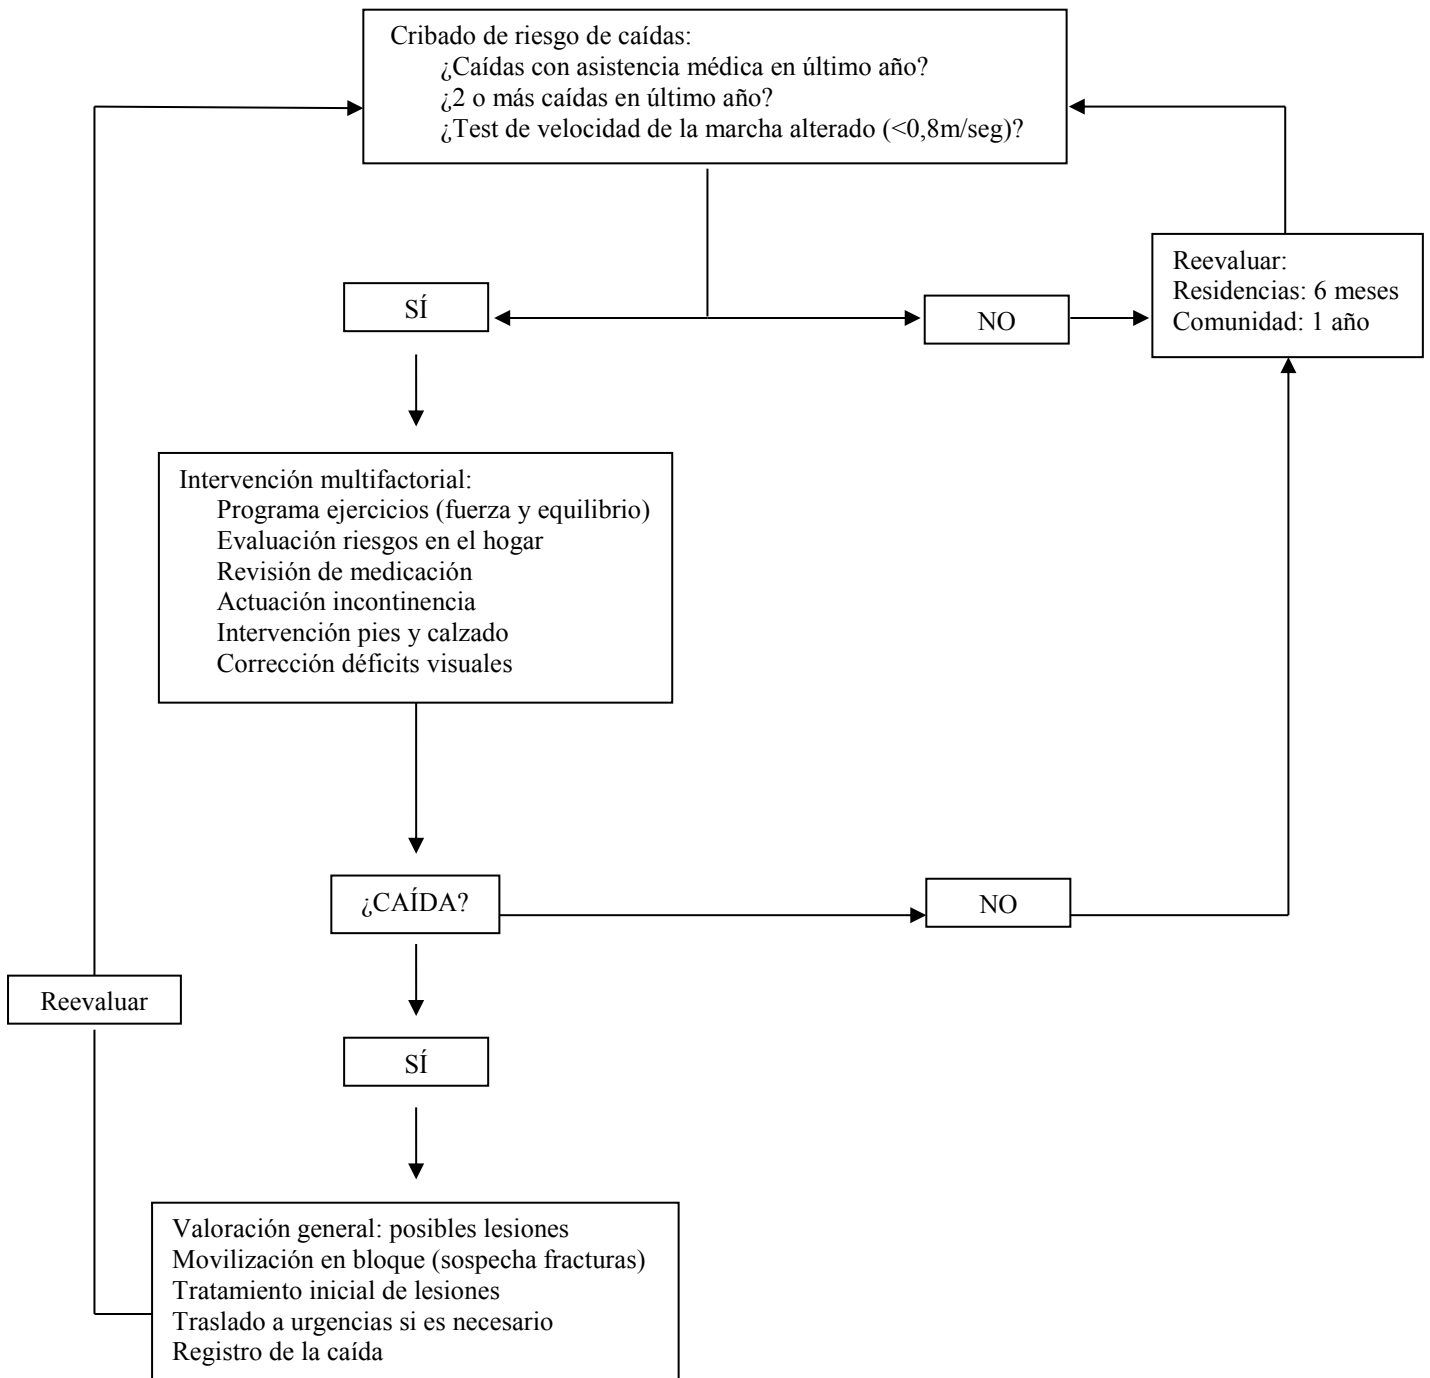 Cribado de riesgo de caídas:
¿Caídas con asistencia médica en último año?
¿2 o más caídas en último año?
¿Test de velocidad de la marcha alterado (<0,8m/seg)?
Reevaluar:
Residencias: 6 meses
Comunidad: 1 año
SÍ
NO
Intervención multifactorial:
Programa ejercicios (fuerza y equilibrio)
Evaluación riesgos en el hogar
Revisión de medicación
Actuación incontinencia
Intervención pies y calzado
Corrección déficits visuales
¿CAÍDA?
NO
Reevaluar
SÍ
Valoración general: posibles lesiones
Movilización en bloque (sospecha fracturas)
Tratamiento inicial de lesiones
Traslado a urgencias si es necesario
Registro de la caída